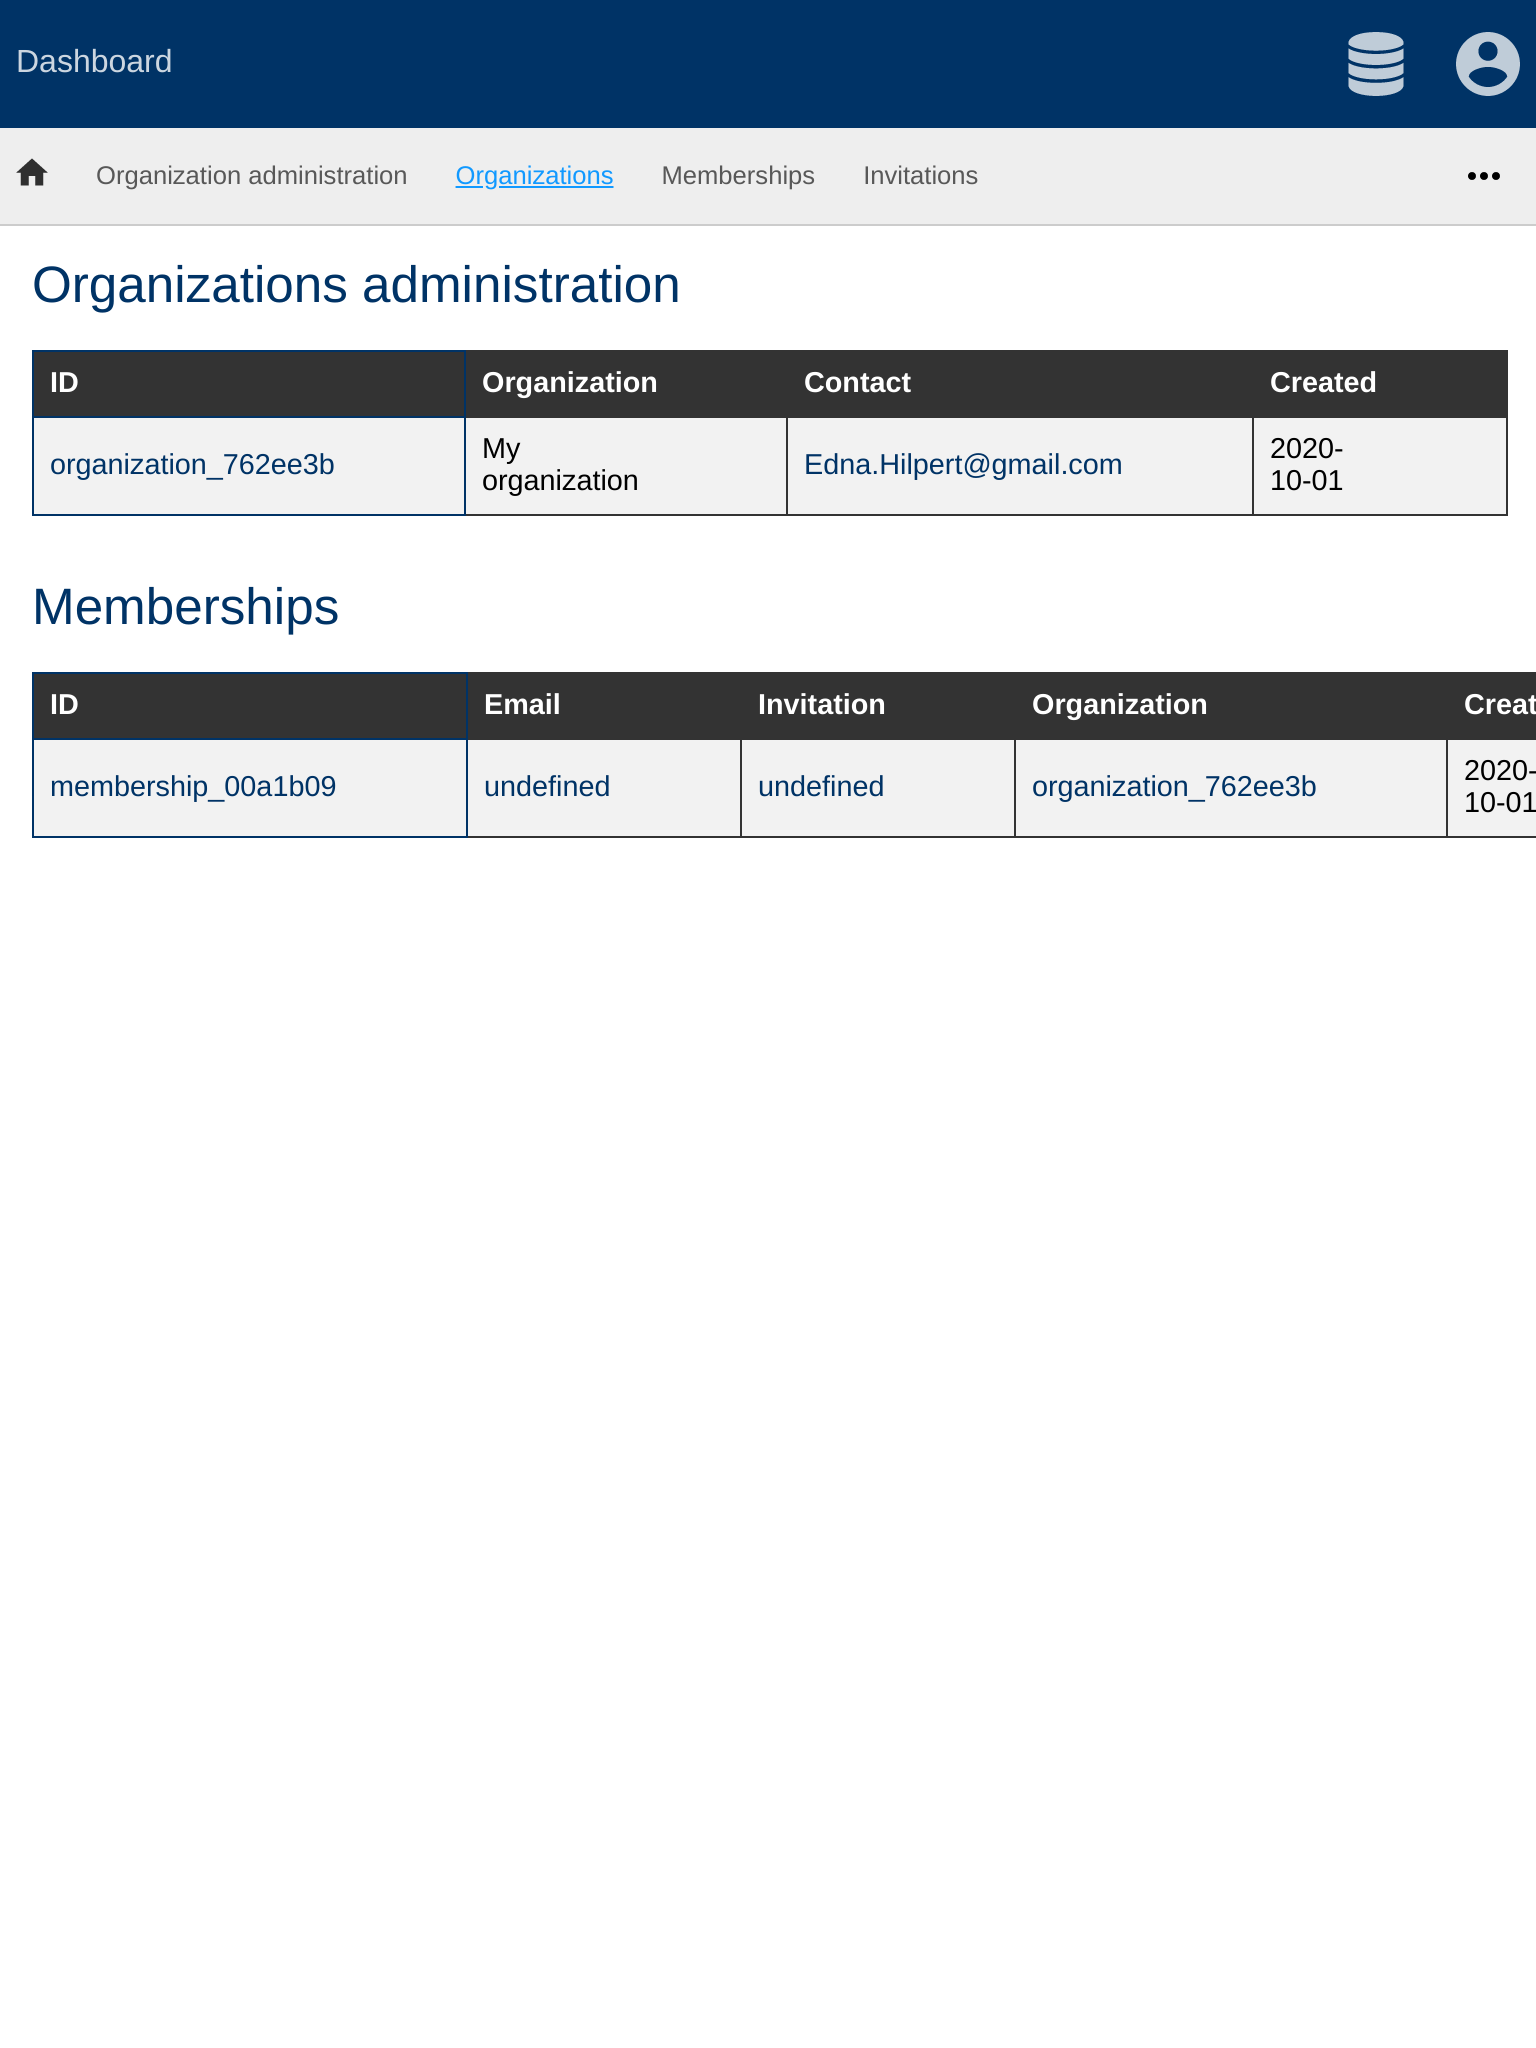 Dashboard
Organization administration Organizations Memberships Invitations
Organizations administration
ID Organization Contact Created
organization_762ee3b My organization Edna.Hilpert@gmail.com 2020-10-01
Memberships
ID Email Invitation Organization Creat
membership_00a1b09 undefined undefined organization_762ee3b 2020-10-01